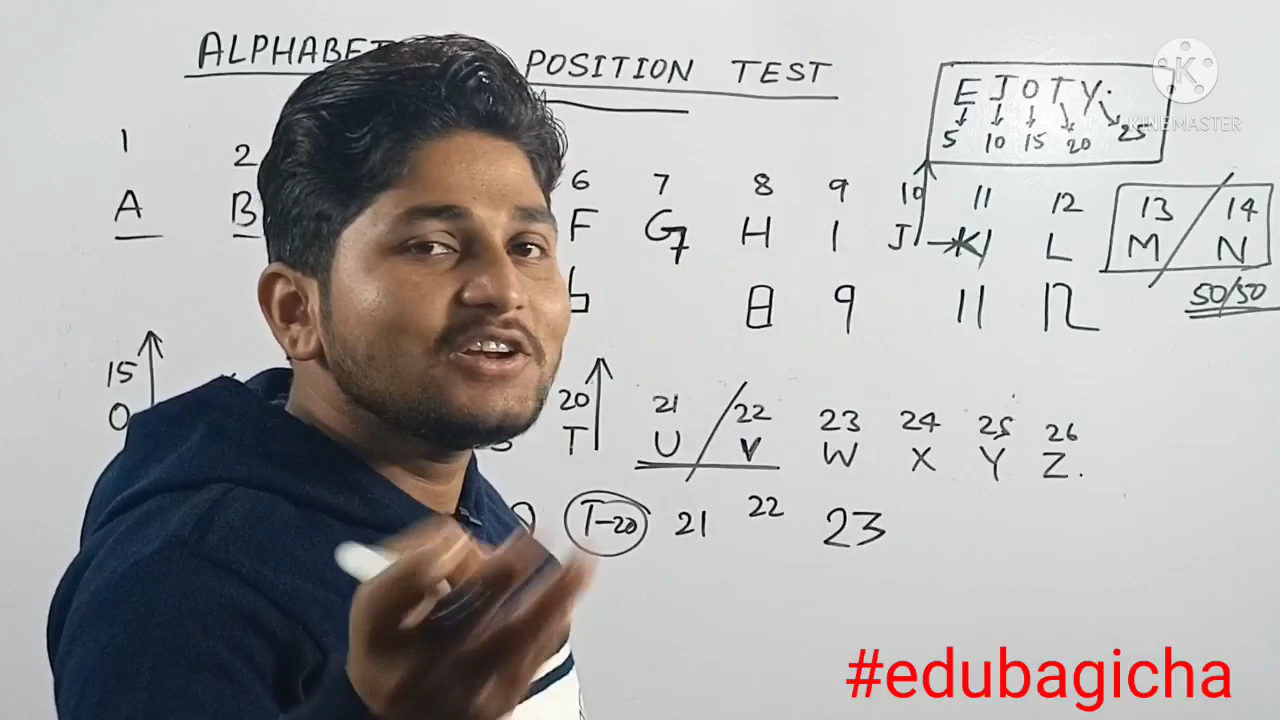 POSITION TEST
K
KINEMASTER
E J O T Y.
5 10 15 20 25
1 2 6 7 8 9 10 11 12 13 14
A B F G7 H I J K L M N
8 9 11 12 50/50
15 20 21 22 23 24 25 26
O T U V W X Y Z.
T-20 21 22 23
#edubagicha